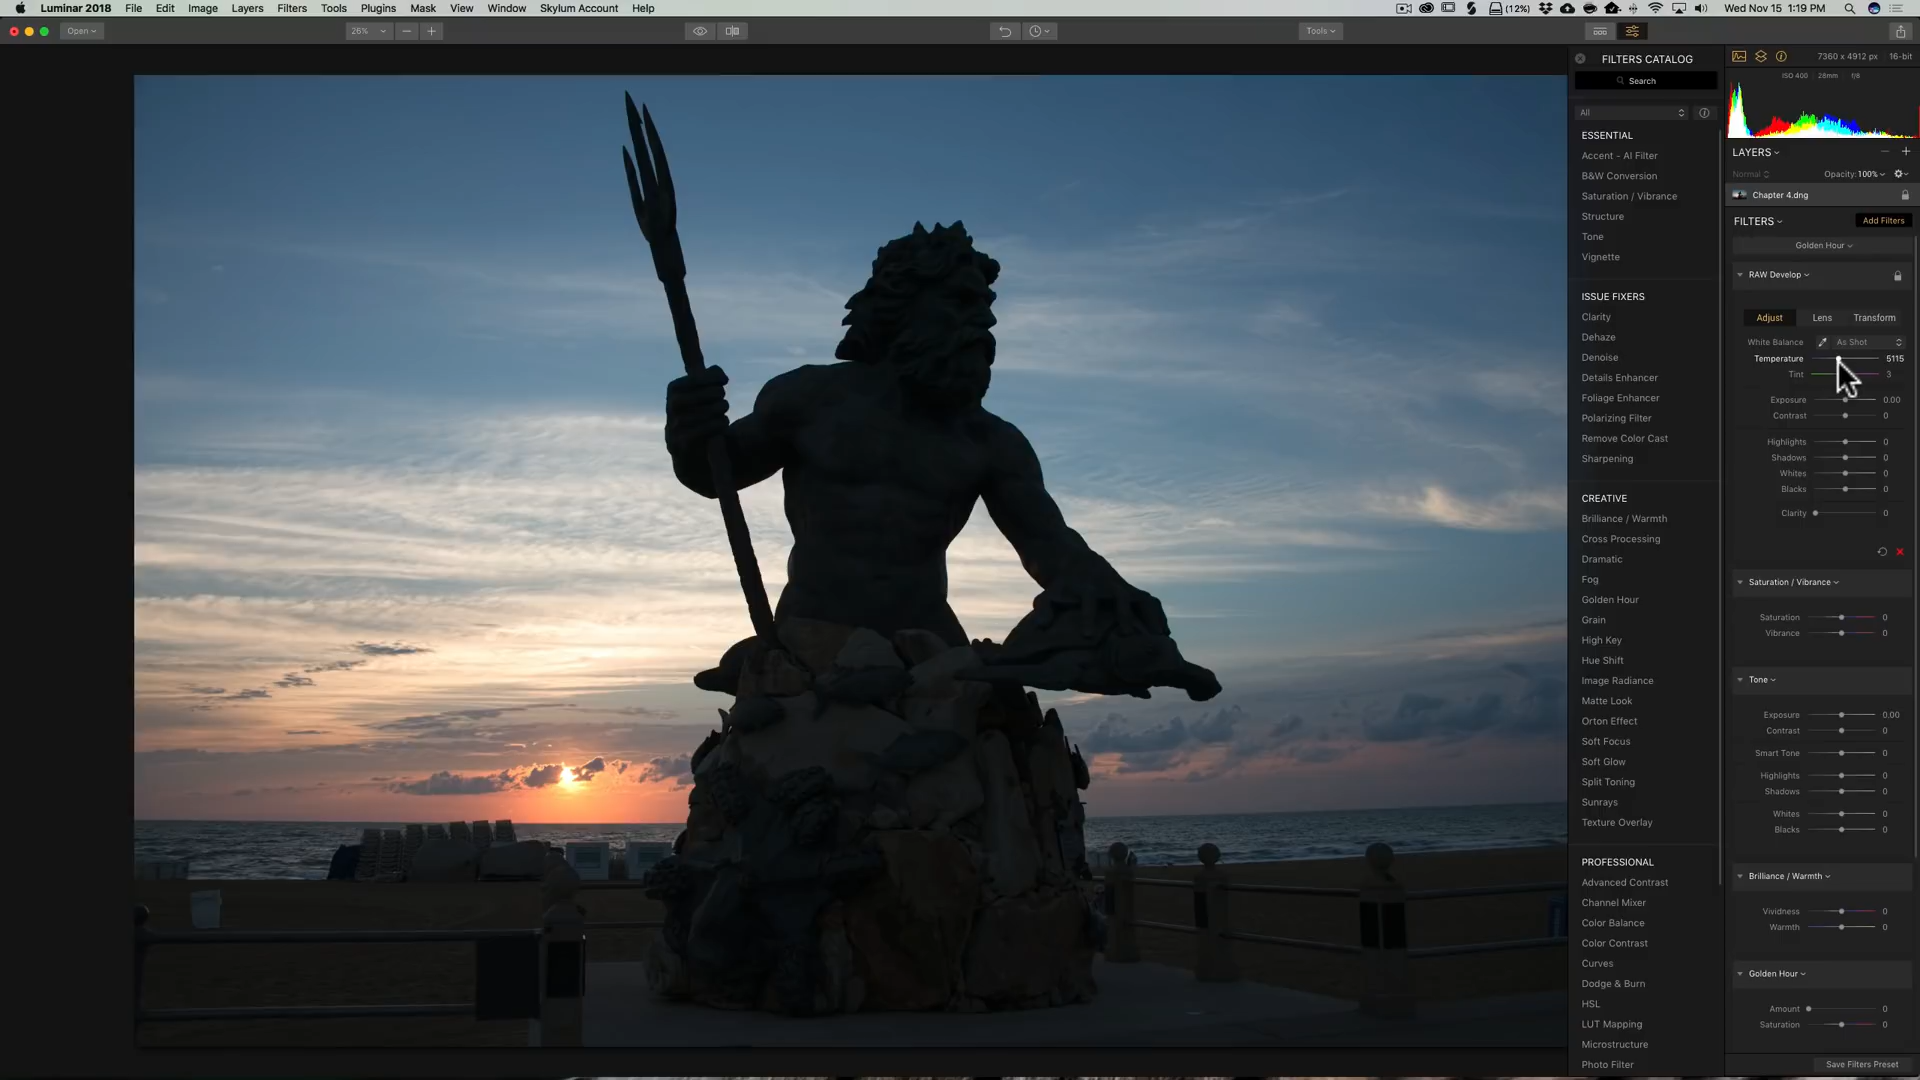 Luminar 2018 File Edit Image Layers Filters Tools Plugins Mask View Window Skylum Account Help (12%) Wed Nov 15 1:19 PM
Open 26% Tools
FILTERS CATALOG
Search
All
ESSENTIAL
Accent - AI Filter
B&W Conversion
Saturation / Vibrance
Structure
Tone
Vignette
ISSUE FIXERS
Clarity
Dehaze
Denoise
Details Enhancer
Foliage Enhancer
Polarizing Filter
Remove Color Cast
Sharpening
CREATIVE
Brilliance / Warmth
Cross Processing
Dramatic
Fog
Golden Hour
Grain
High Key
Hue Shift
Image Radiance
Matte Look
Orton Effect
Soft Focus
Soft Glow
Split Toning
Sunrays
Texture Overlay
PROFESSIONAL
Advanced Contrast
Channel Mixer
Color Balance
Color Contrast
Curves
Dodge & Burn
HSL
LUT Mapping
Microstructure
Photo Filter
7360 x 4912 px 16-bit
ISO 400 28mm f/8
LAYERS
Normal Opacity: 100%
Chapter 4.dng
FILTERS Add Filters
Golden Hour
RAW Develop
Adjust Lens Transform
White Balance As Shot
Temperature 5115
Tint 3
Exposure 0.00
Contrast 0
Highlights 0
Shadows 0
Whites 0
Blacks 0
Clarity 0
Saturation / Vibrance
Saturation 0
Vibrance 0
Tone
Exposure 0.00
Contrast 0
Smart Tone 0
Highlights 0
Shadows 0
Whites 0
Blacks 0
Brilliance / Warmth
Vividness 0
Warmth 0
Golden Hour
Amount 0
Saturation 0
Save Filters Preset